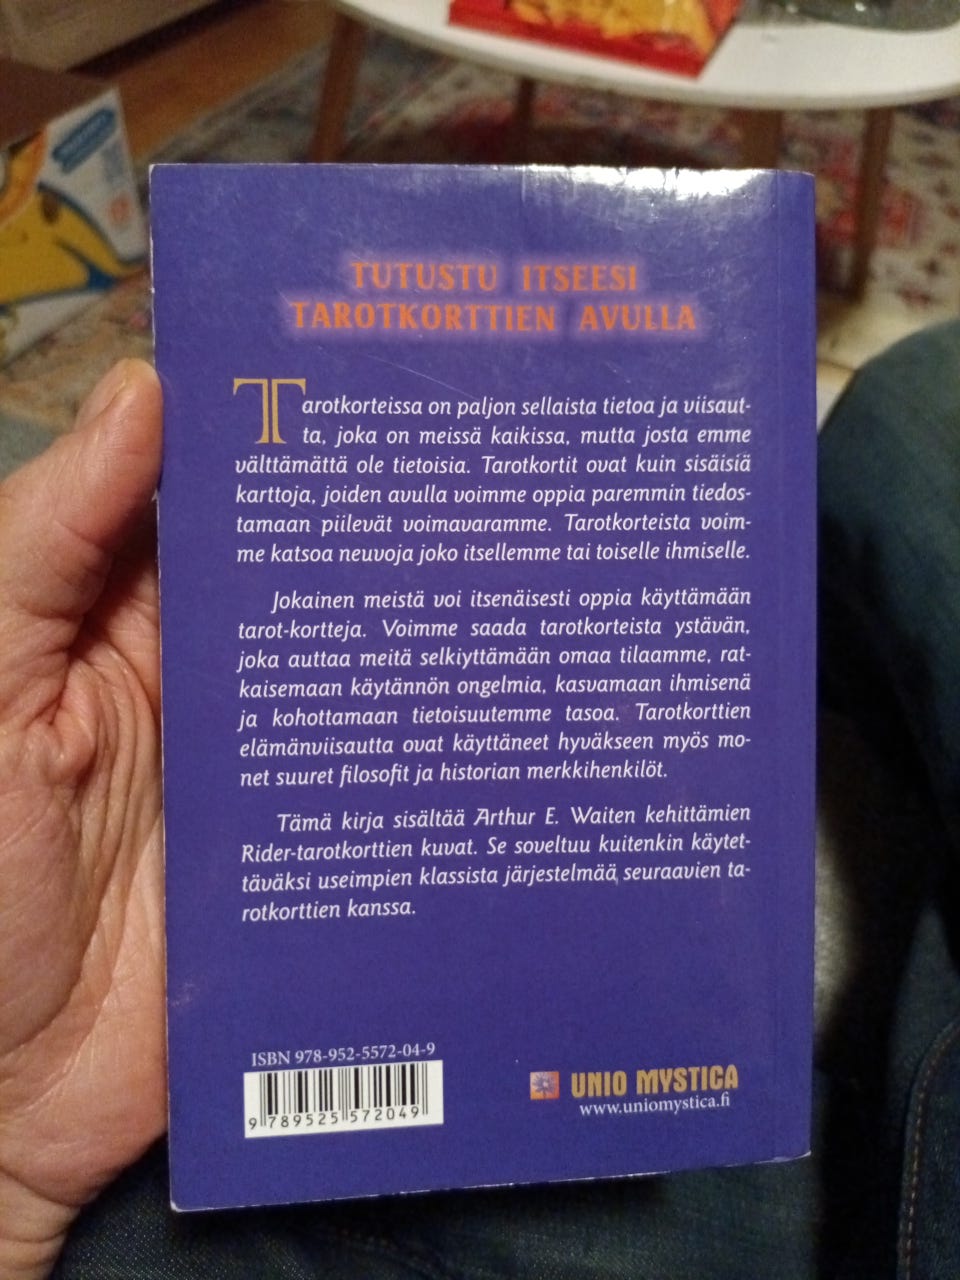 TUTUSTU ITSEESI
TAROTKORTTIEN AVULLA
Tarotkorteissa on paljon sellaista tietoa ja viisaut-
ta, joka on meissä kaikissa, mutta josta emme
välttämättä ole tietoisia. Tarotkortit ovat kuin sisäisiä
karttoja, joiden avulla voimme oppia paremmin tiedos-
tamaan piilevät voimavaramme. Tarotkorteista voim-
me katsoa neuvoja joko itsellemme tai toiselle ihmiselle.
Jokainen meistä voi itsenäisesti oppia käyttämään
tarot-kortteja. Voimme saada tarotkorteista ystävän,
joka auttaa meitä selkiyttämään omaa tilaamme, rat-
kaisemaan käytännön ongelmia, kasvamaan ihmisenä
ja kohottamaan tietoisuutemme tasoa. Tarotkorttien
elämänviisautta ovat käyttäneet hyväkseen myös mo-
net suuret filosofit ja historian merkkihenkilöt.
Tämä kirja sisältää Arthur E. Waiten kehittämien
Rider-tarotkorttien kuvat. Se soveltuu kuitenkin käytet-
täväksi useimpien klassista järjestelmää seuraavien ta-
rotkorttien kanssa.
ISBN 978-952-5572-04-9
9 789525 572049
UNIO MYSTICA
www.uniomystica.fi